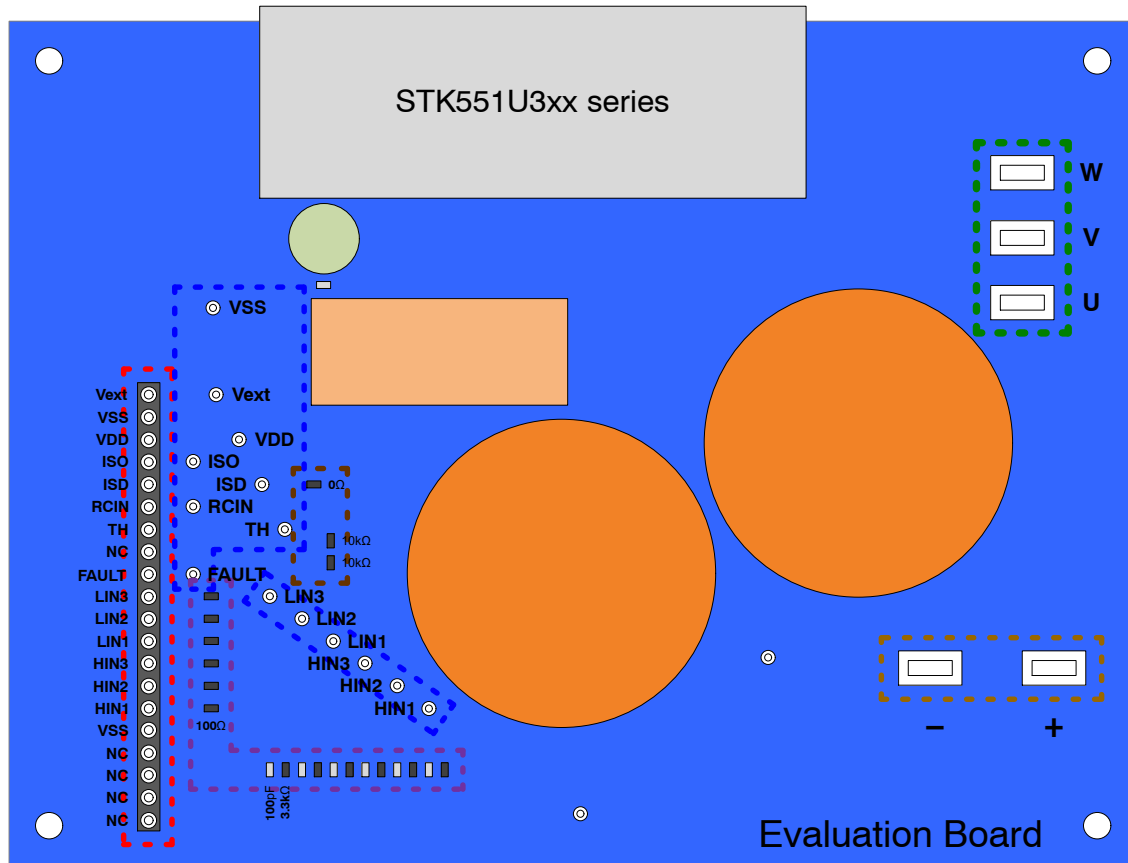 STK551U3xx series
W
V
U
VSS
Vext
Vext
VSS
VDD
VDD
ISO
ISO
ISD
ISD
0Ω
RCIN
RCIN
TH
TH
10kΩ
NC
10kΩ
FAULT
FAULT
LIN3
LIN3
LIN2
LIN2
LIN1
LIN1
HIN3
HIN3
HIN2
HIN2
HIN1
HIN1
100Ω
VSS
− +
NC
NC
NC
NC
100pF
3.3kΩ
Evaluation Board